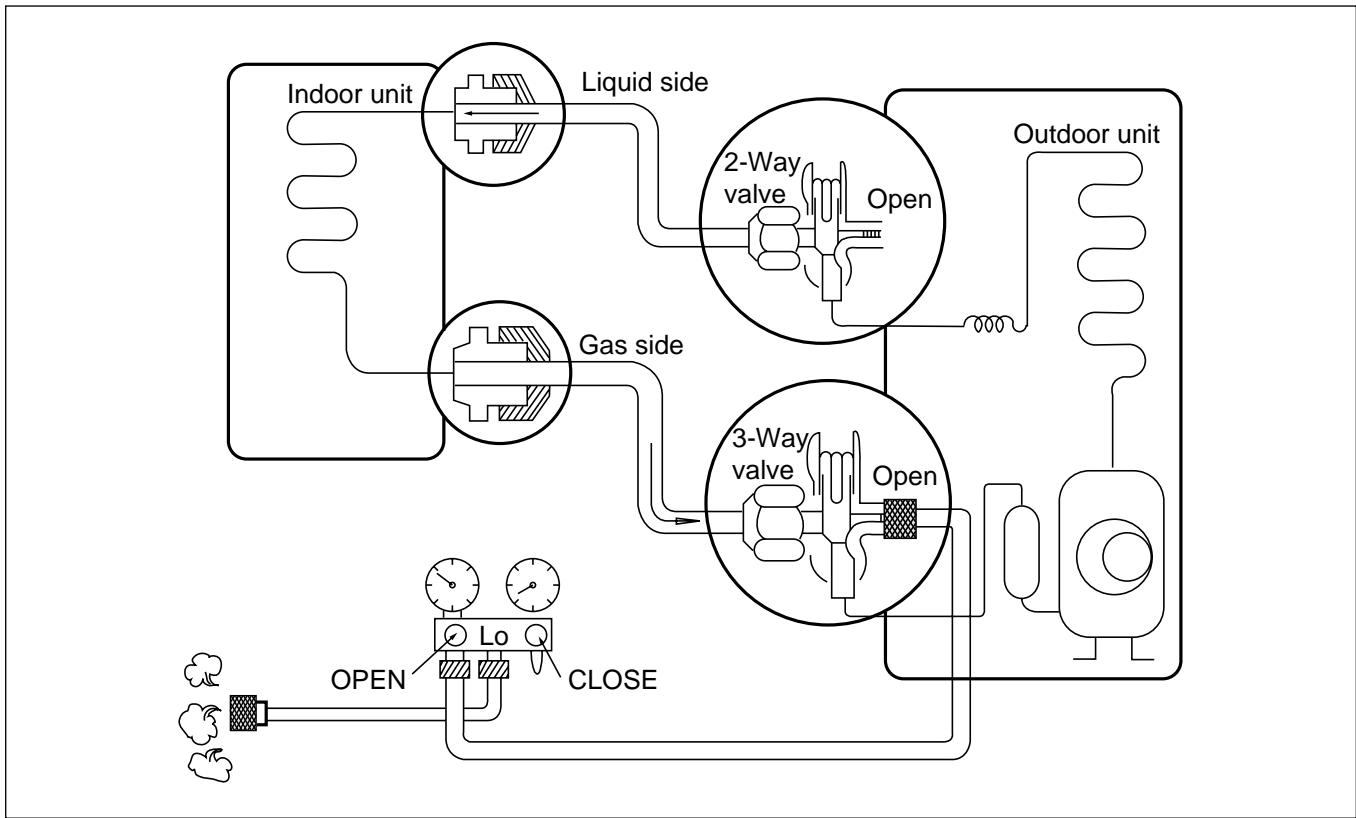 Indoor unit
Liquid side
Outdoor unit
2-Way
valve
Open
Gas side
3-Way
valve
Open
Lo
OPEN
CLOSE